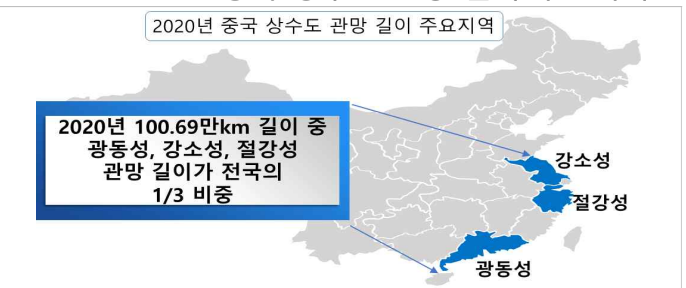 2020년 중국 상수도 관망 길이 주요지역
2020년 100.69만km 길이 중
광동성, 강소성, 절강성
관망 길이가 전국의
1/3 비중
강소성
절강성
광동성